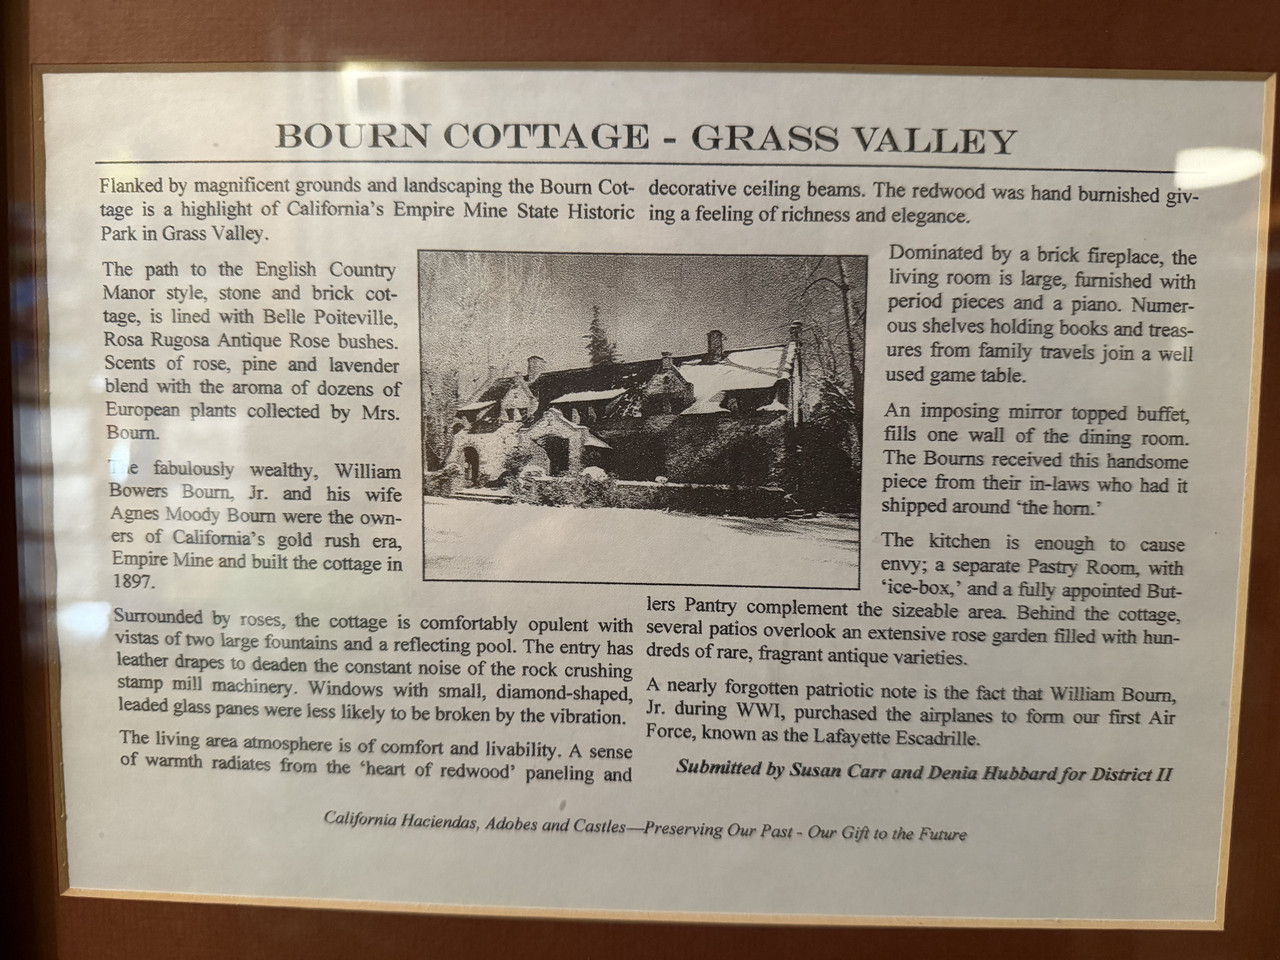 BOURN COTTAGE - GRASS VALLEY
Flanked by magnificent grounds and landscaping the Bourn Cot-
tage is a highlight of California's Empire Mine State Historic
Park in Grass Valley.
The path to the English Country
Manor style, stone and brick cot-
tage, is lined with Belle Poiteville,
Rosa Rugosa Antique Rose bushes.
Scents of rose, pine and lavender
blend with the aroma of dozens of
European plants collected by Mrs.
Bourn.
The fabulously wealthy, William
Bowers Bourn, Jr. and his wife
Agnes Moody Bourn were the own-
ers of California's gold rush era,
Empire Mine and built the cottage in
1897.
Surrounded by roses, the cottage is comfortably opulent with
vistas of two large fountains and a reflecting pool. The entry has
leather drapes to deaden the constant noise of the rock crushing
stamp mill machinery. Windows with small, diamond-shaped,
leaded glass panes were less likely to be broken by the vibration.
The living area atmosphere is of comfort and livability. A sense
of warmth radiates from the 'heart of redwood' paneling and
decorative ceiling beams. The redwood was hand burnished giv-
ing a feeling of richness and elegance.
Dominated by a brick fireplace, the
living room is large, furnished with
period pieces and a piano. Numer-
ous shelves holding books and treas-
ures from family travels join a well
used game table.
An imposing mirror topped buffet,
fills one wall of the dining room.
The Bourns received this handsome
piece from their in-laws who had it
shipped around 'the horn.'
The kitchen is enough to cause
envy; a separate Pastry Room, with
'ice-box,' and a fully appointed But-
lers Pantry complement the sizeable area. Behind the cottage,
several patios overlook an extensive rose garden filled with hun-
dreds of rare, fragrant antique varieties.
A nearly forgotten patriotic note is the fact that William Bourn,
Jr. during WWI, purchased the airplanes to form our first Air
Force, known as the Lafayette Escadrille.
Submitted by Susan Carr and Denia Hubbard for District II
California Haciendas, Adobes and Castles—Preserving Our Past - Our Gift to the Future